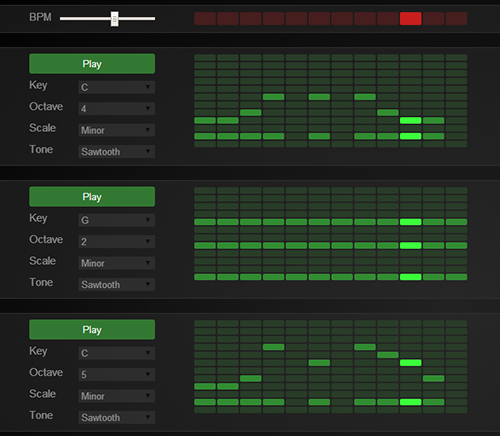 BPM
Play
Key C
Octave 4
Scale Minor
Tone Sawtooth
Play
Key G
Octave 2
Scale Minor
Tone Sawtooth
Play
Key C
Octave 5
Scale Minor
Tone Sawtooth